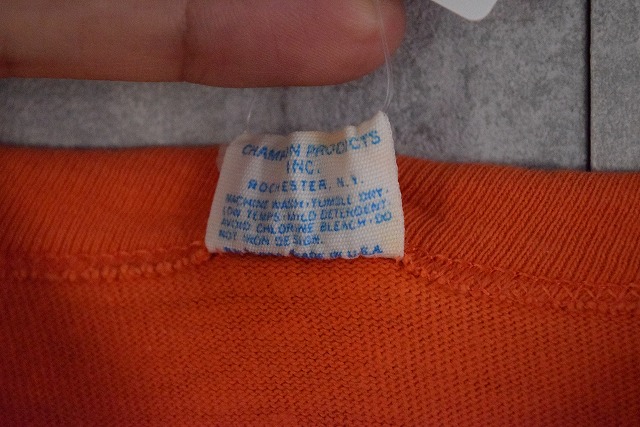 CHAMPION PRODUCTS
INC.
ROCHESTER, N.Y.
MACHINE WASH · TUMBLE DRY.
LOW TEMPS · MILD DETERGENT.
AVOID CHLORINE BLEACH · DO
NOT IRON DESIGN.
MADE IN U.S.A.